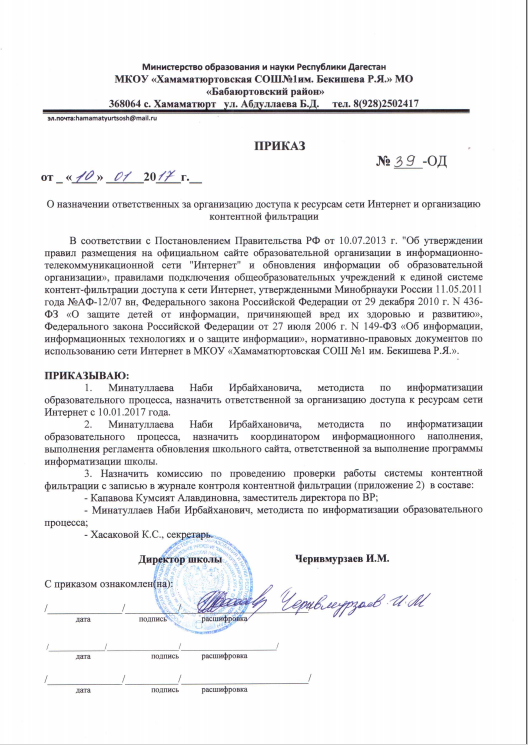 Министерство образования и науки Республики Дагестан
МКОУ «Хамаматюртовская СОШ№1им. Бекишева Р.Я.» МО
«Бабаюртовский район»
368064 с. Хамаматюрт ул. Абдуллаева Б.Д. тел. 8(928)2502417
эл.почта:hamamatyurtsosh@mail.ru
ПРИКАЗ
№ 39 -ОД
от _ «10» 01 2017г.__
О назначении ответственных за организацию доступа к ресурсам сети Интернет и организацию
контентной фильтрации
В соответствии с Постановлением Правительства РФ от 10.07.2013 г. "Об утверждении
правил размещения на официальном сайте образовательной организации в информационно-
телекоммуникационной сети "Интернет" и обновления информации об образовательной
организации», правилами подключения общеобразовательных учреждений к единой системе
контент-фильтрации доступа к сети Интернет, утвержденными Минобрнауки России 11.05.2011
года №АФ-12/07 вн, Федерального закона Российской Федерации от 29 декабря 2010 г. N 436-
ФЗ «О защите детей от информации, причиняющей вред их здоровью и развитию»,
Федерального закона Российской Федерации от 27 июля 2006 г. N 149-ФЗ «Об информации,
информационных технологиях и о защите информации», нормативно-правовых документов по
использованию сети Интернет в МКОУ «Хамаматюртовская СОШ №1 им. Бекишева Р.Я.».
ПРИКАЗЫВАЮ:
1. Минатуллаева Наби Ирбайхановича, методиста по информатизации
образовательного процесса, назначить ответственной за организацию доступа к ресурсам сети
Интернет с 10.01.2017 года.
2. Минатуллаева Наби Ирбайхановича, методиста по информатизации
образовательного процесса, назначить координатором информационного наполнения,
выполнения регламента обновления школьного сайта, ответственной за выполнение программы
информатизации школы.
3. Назначить комиссию по проведению проверки работы системы контентной
фильтрации с записью в журнале контроля контентной фильтрации (приложение 2) в составе:
- Капавова Кумсият Алавдиновна, заместитель директора по ВР;
- Минатуллаев Наби Ирбайханович, методиста по информатизации образовательного
процесса;
- Хасаковой К.С., секретарь.
Директор школы Черивмурзаев И.М.
С приказом ознакомлен(на):
/________________/____________/ Черивмурзаев И.М
дата подпись расшифровка
/________________/____________/____________________/
дата подпись расшифровка
/________________/____________/____________________/
дата подпись расшифровка